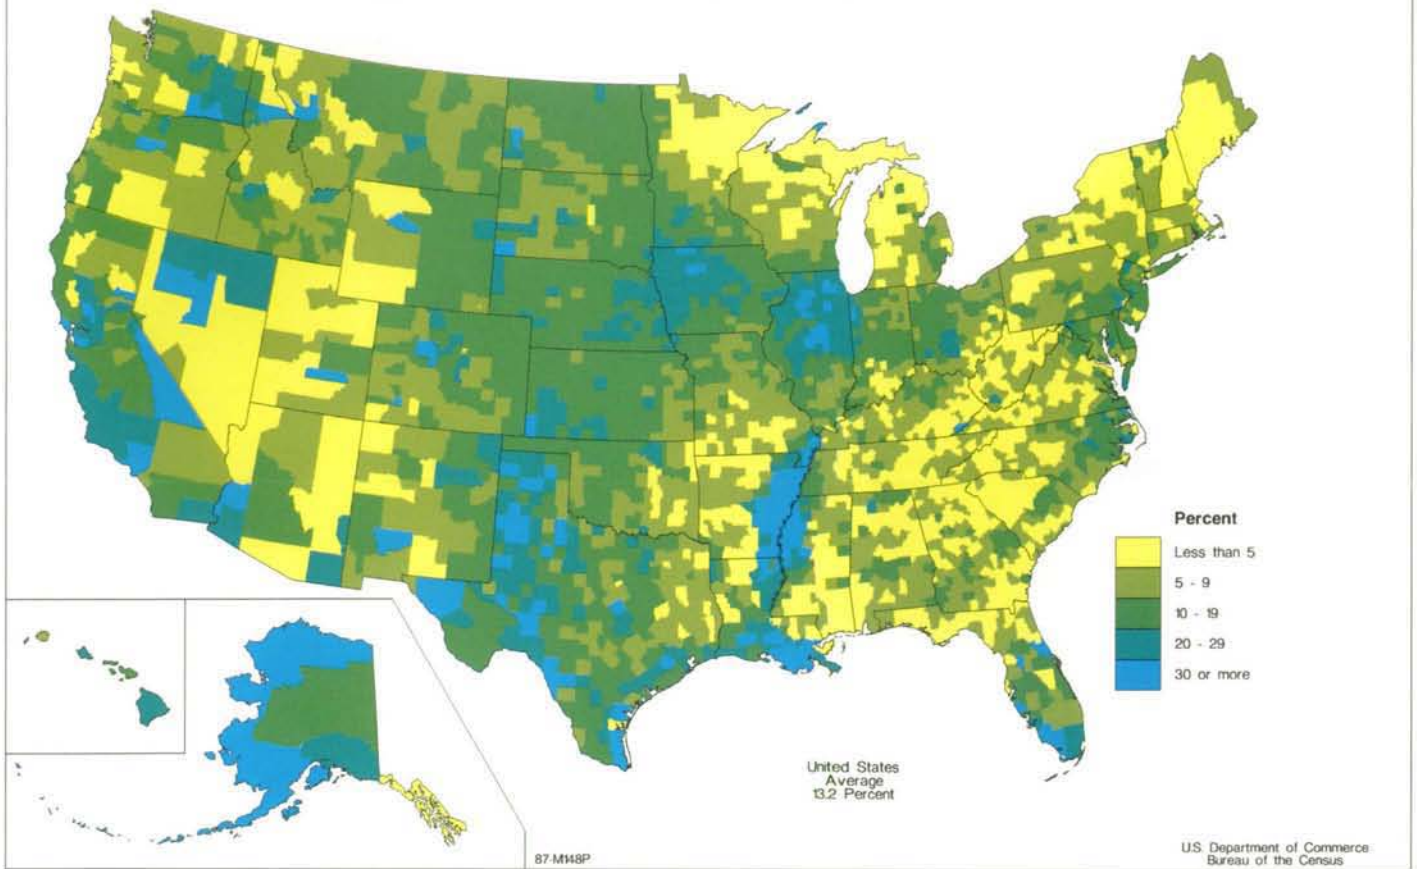 Percent
Less than 5
5 - 9
10 - 19
20 - 29
30 or more
United States
Average
13.2 Percent
87-M148P
U.S. Department of Commerce
Bureau of the Census